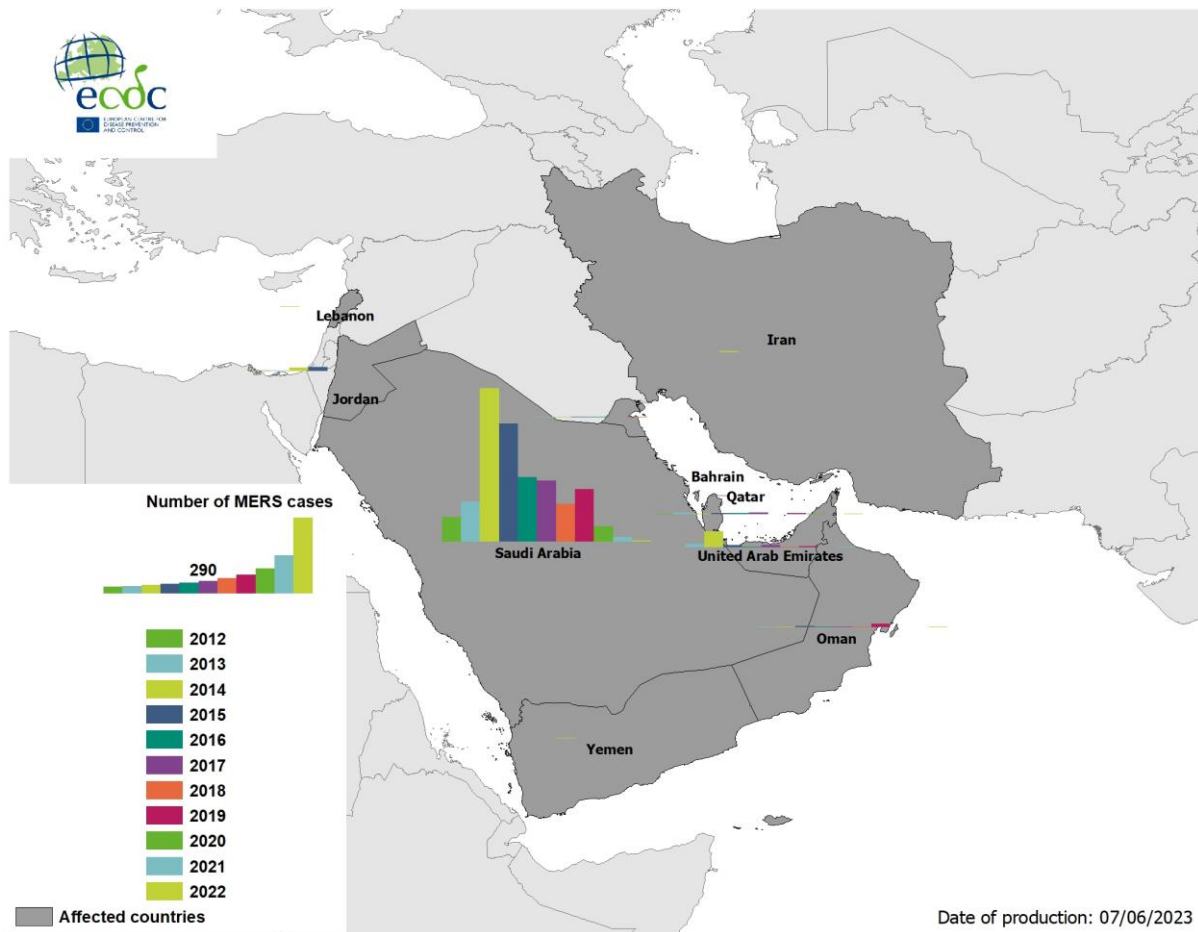 ecdc
EUROPEAN CENTRE FOR
DISEASE PREVENTION
AND CONTROL
Lebanon
Iran
Jordan
Bahrain
Qatar
Saudi Arabia
United Arab Emirates
Oman
Yemen
Number of MERS cases
290
2012
2013
2014
2015
2016
2017
2018
2019
2020
2021
2022
Affected countries
Date of production: 07/06/2023